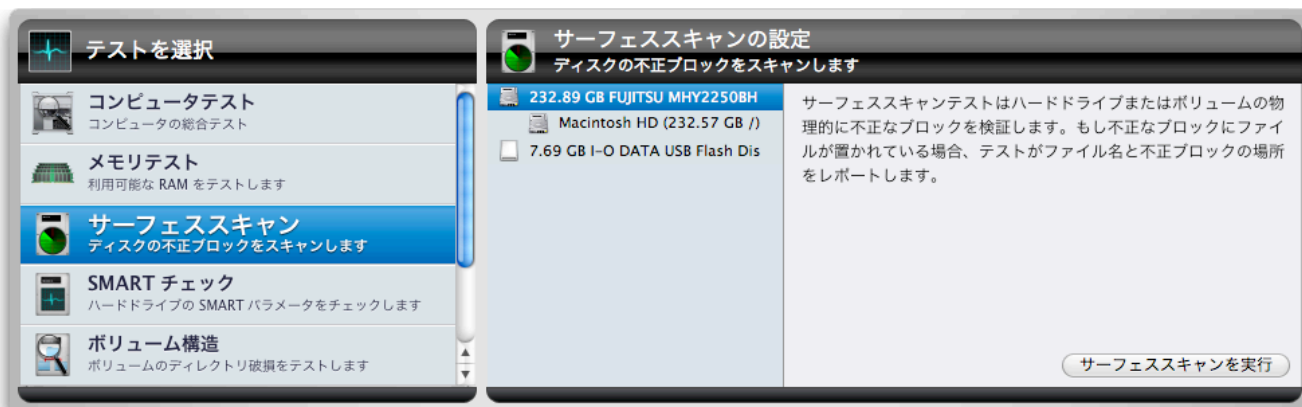 テストを選択
コンピュータテスト
コンピュータの総合テスト
メモリテスト
利用可能な RAM をテストします
サーフェススキャン
ディスクの不正ブロックをスキャンします
SMART チェック
ハードドライブの SMART パラメータをチェックします
ボリューム構造
ボリュームのディレクトリ破損をテストします
サーフェススキャンの設定
ディスクの不正ブロックをスキャンします
232.89 GB FUJITSU MHY2250BH
Macintosh HD (232.57 GB /)
7.69 GB I-O DATA USB Flash Dis
サーフェススキャンテストはハードドライブまたはボリュームの物
理的に不正なブロックを検証します。もし不正なブロックにファイ
ルが置かれている場合、テストがファイル名と不正ブロックの場所
をレポートします。
サーフェススキャンを実行